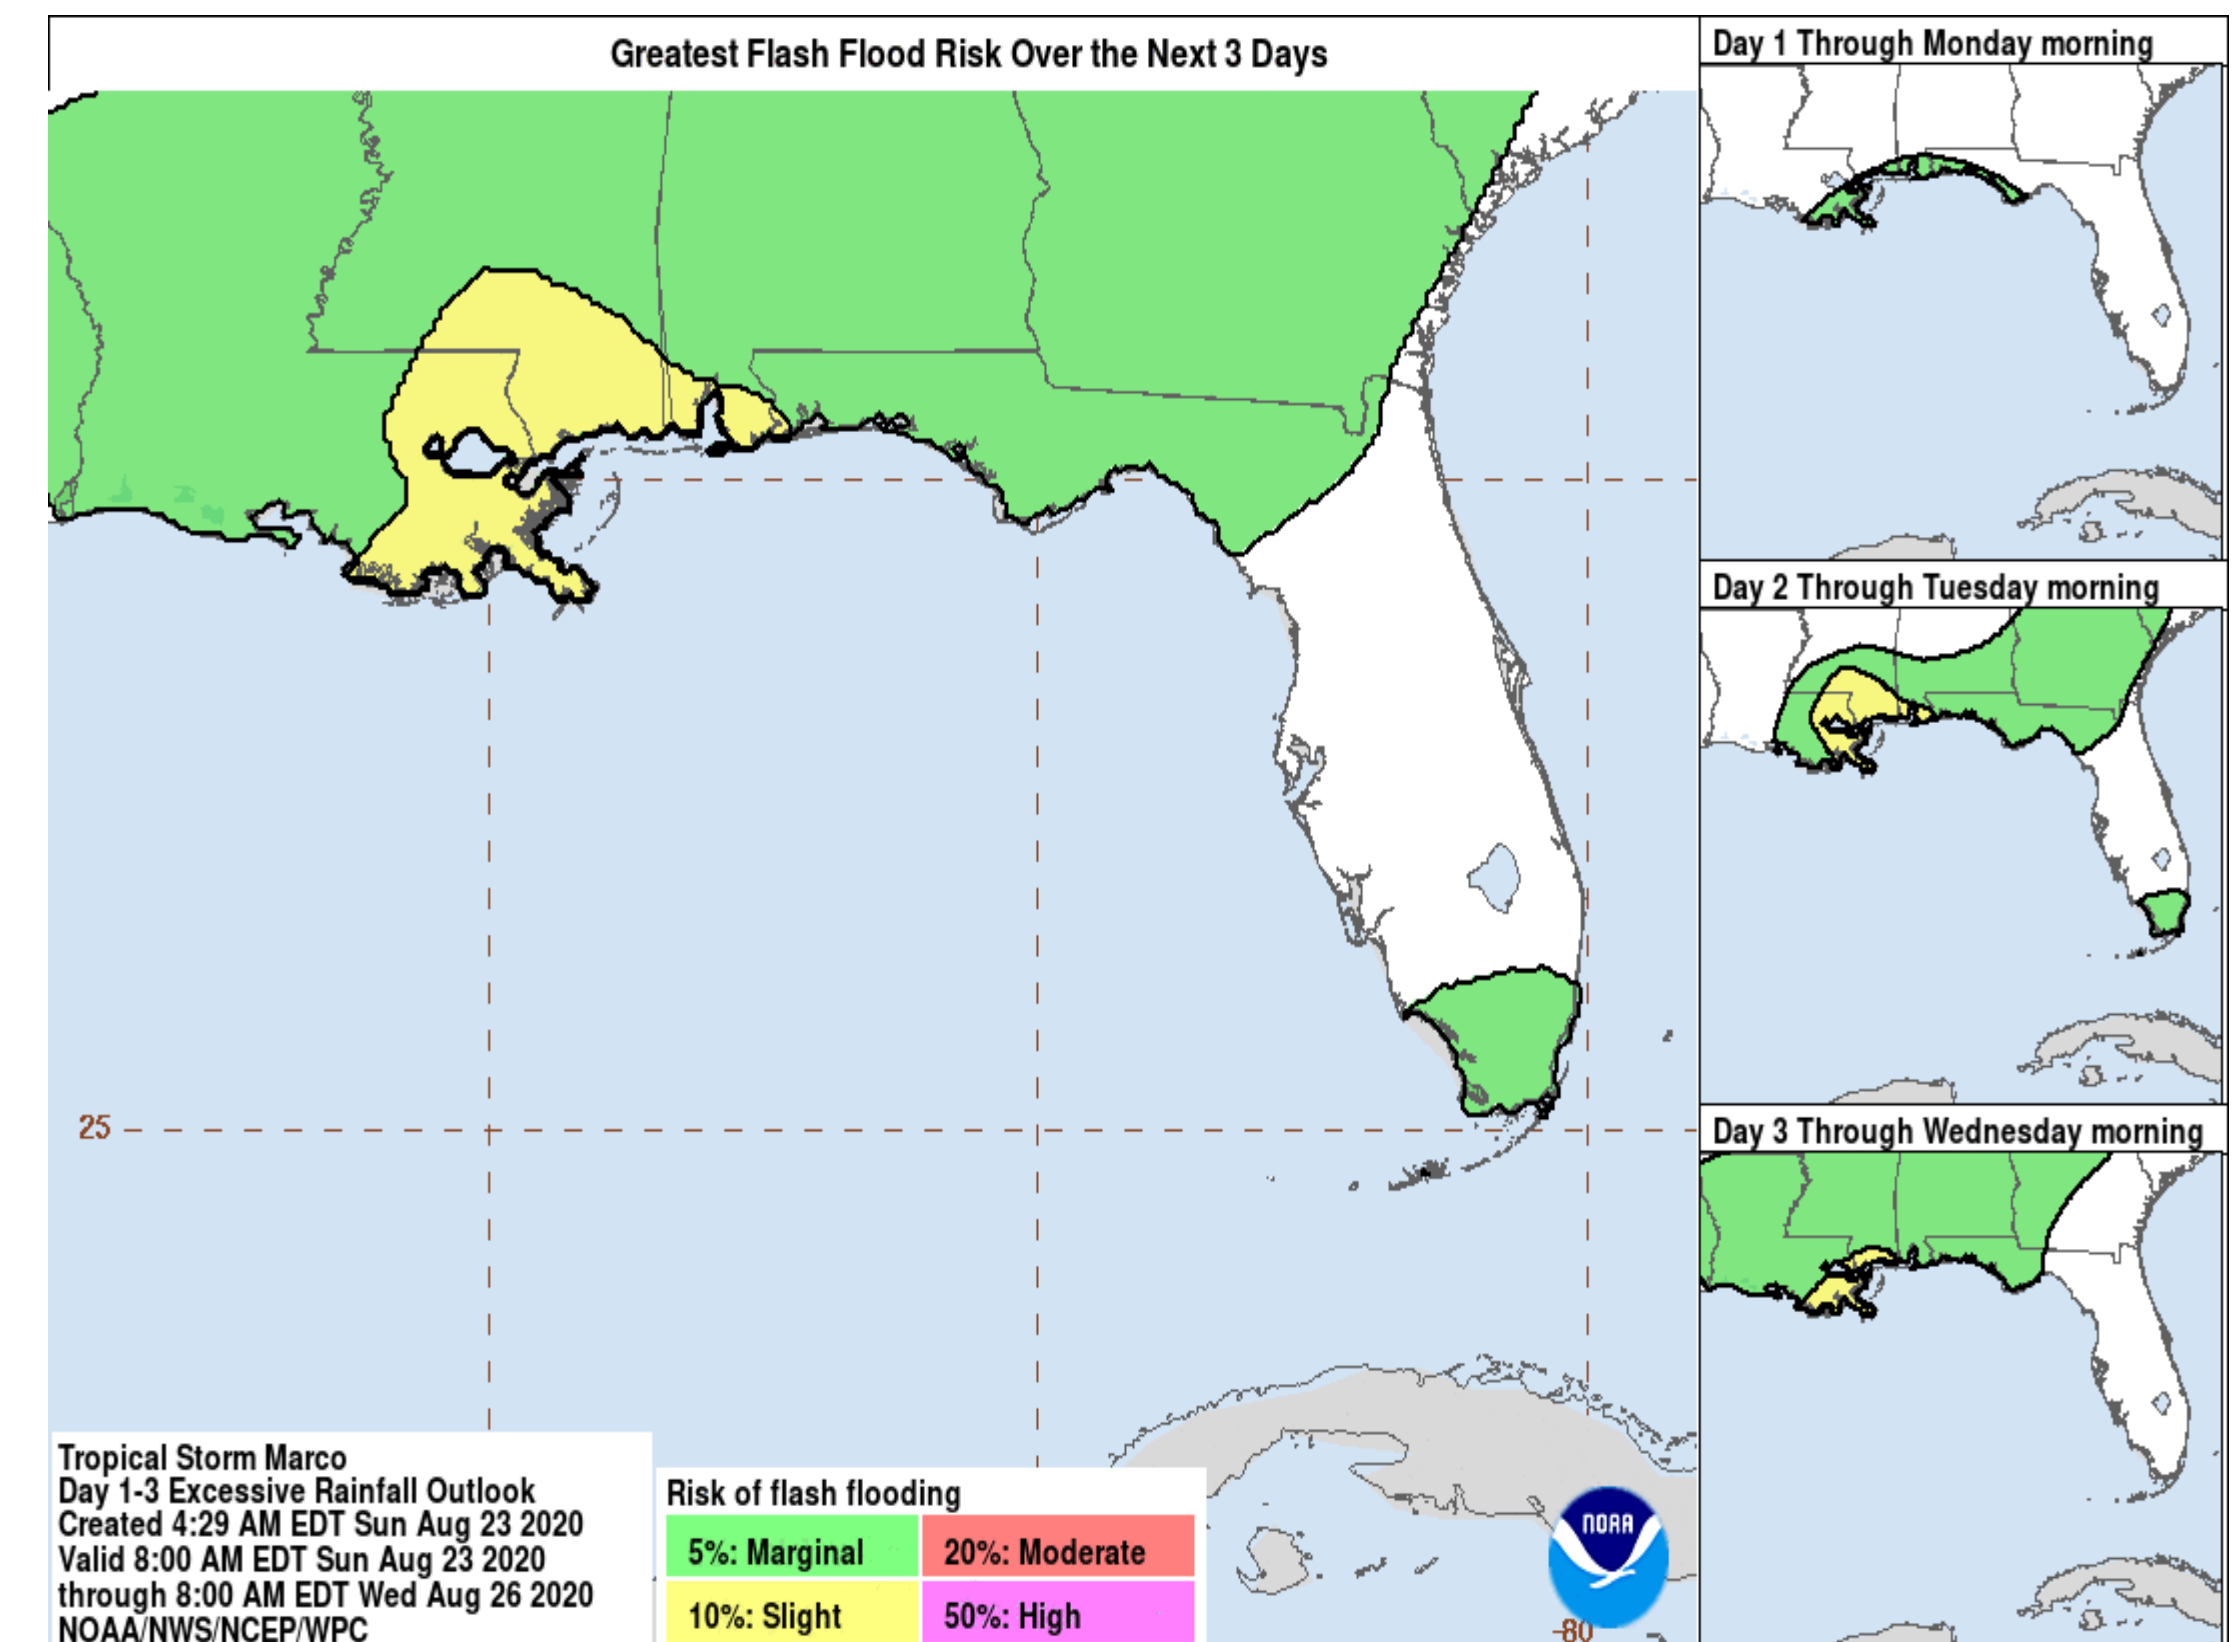 Greatest Flash Flood Risk Over the Next 3 Days
Day 1 Through Monday morning
Day 2 Through Tuesday morning
Day 3 Through Wednesday morning
25
Tropical Storm Marco
Day 1-3 Excessive Rainfall Outlook
Created 4:29 AM EDT Sun Aug 23 2020
Valid 8:00 AM EDT Sun Aug 23 2020
through 8:00 AM EDT Wed Aug 26 2020
NOAA/NWS/NCEP/WPC
Risk of flash flooding
5%: Marginal
20%: Moderate
10%: Slight
50%: High
NOAA
-80